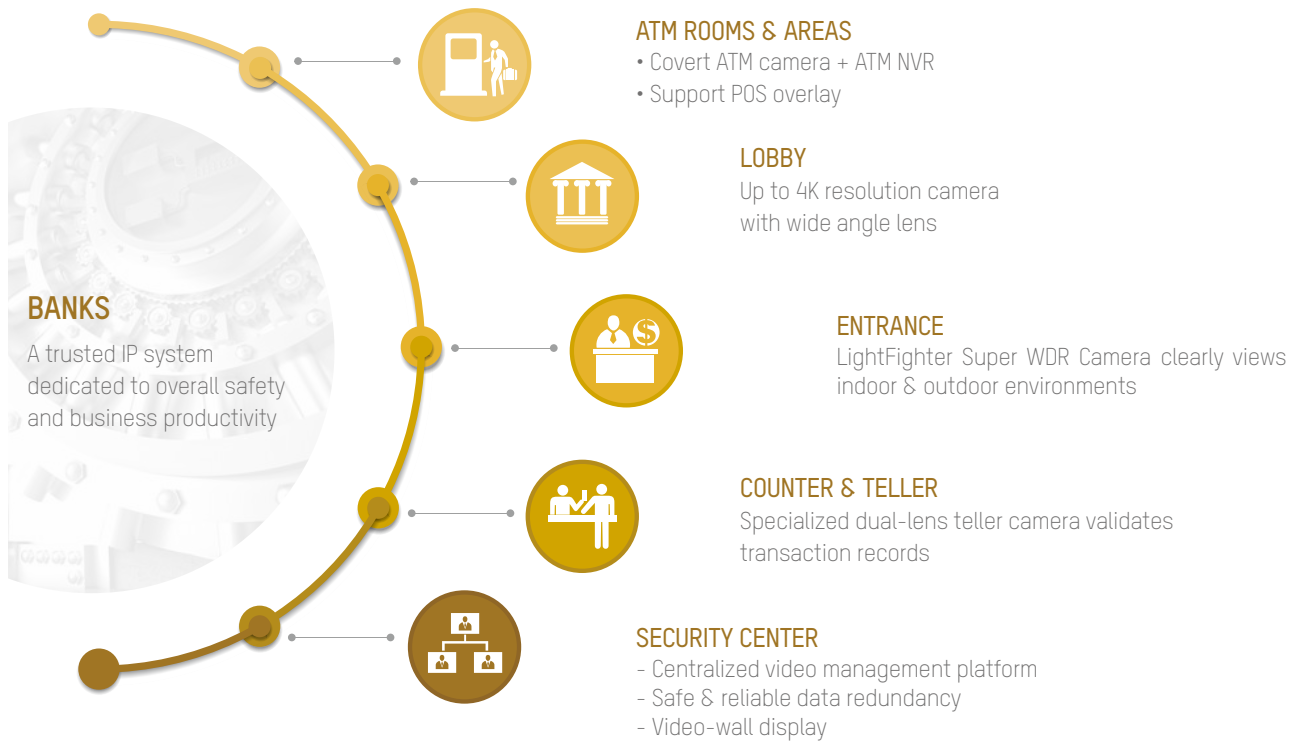 ATM ROOMS & AREAS
• Covert ATM camera + ATM NVR
• Support POS overlay
LOBBY
Up to 4K resolution camera
with wide angle lens
BANKS
A trusted IP system
dedicated to overall safety
and business productivity
ENTRANCE
LightFighter Super WDR Camera clearly views
indoor & outdoor environments
COUNTER & TELLER
Specialized dual-lens teller camera validates
transaction records
SECURITY CENTER
- Centralized video management platform
- Safe & reliable data redundancy
- Video-wall display